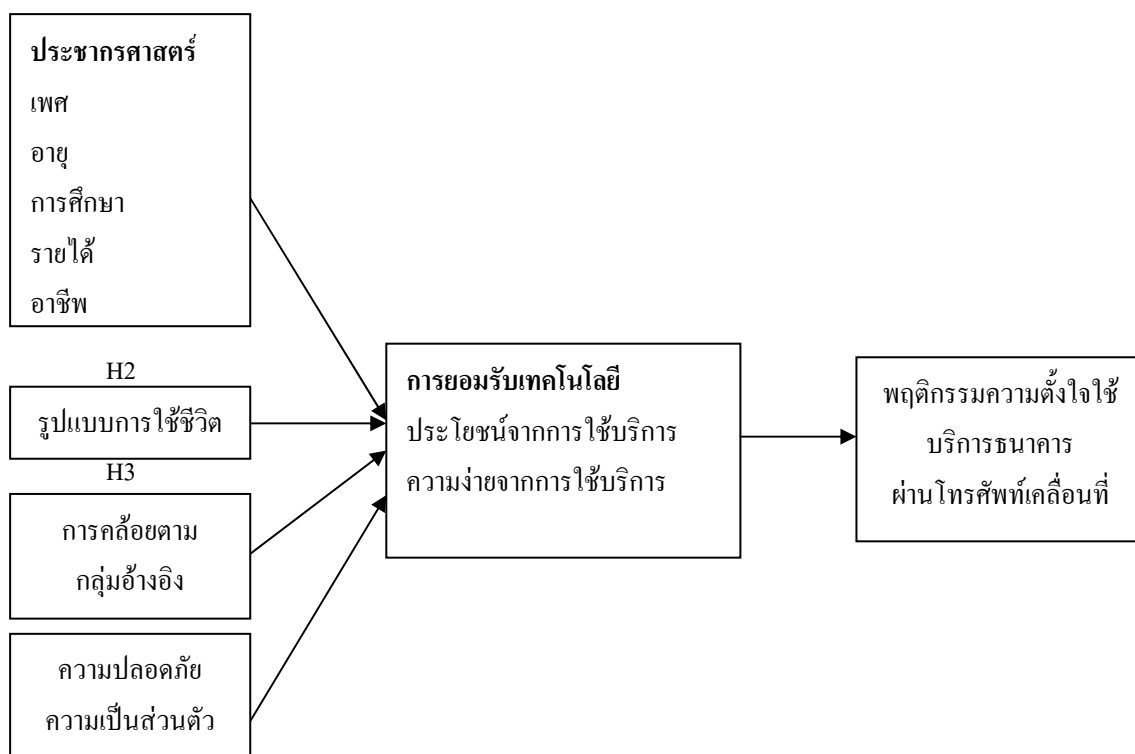 ประชากรศาสตร์
เพศ
อายุ
การศึกษา
รายได้
อาชีพ
H2
รูปแบบการใช้ชีวิต
H3
การคล้อยตาม
กลุ่มอ้างอิง
ความปลอดภัย
ความเป็นส่วนตัว
การยอมรับเทคโนโลยี
ประโยชน์จากการใช้บริการ
ความง่ายจากการใช้บริการ
พฤติกรรมความตั้งใจใช้
บริการธนาคาร
ผ่านโทรศัพท์เคลื่อนที่